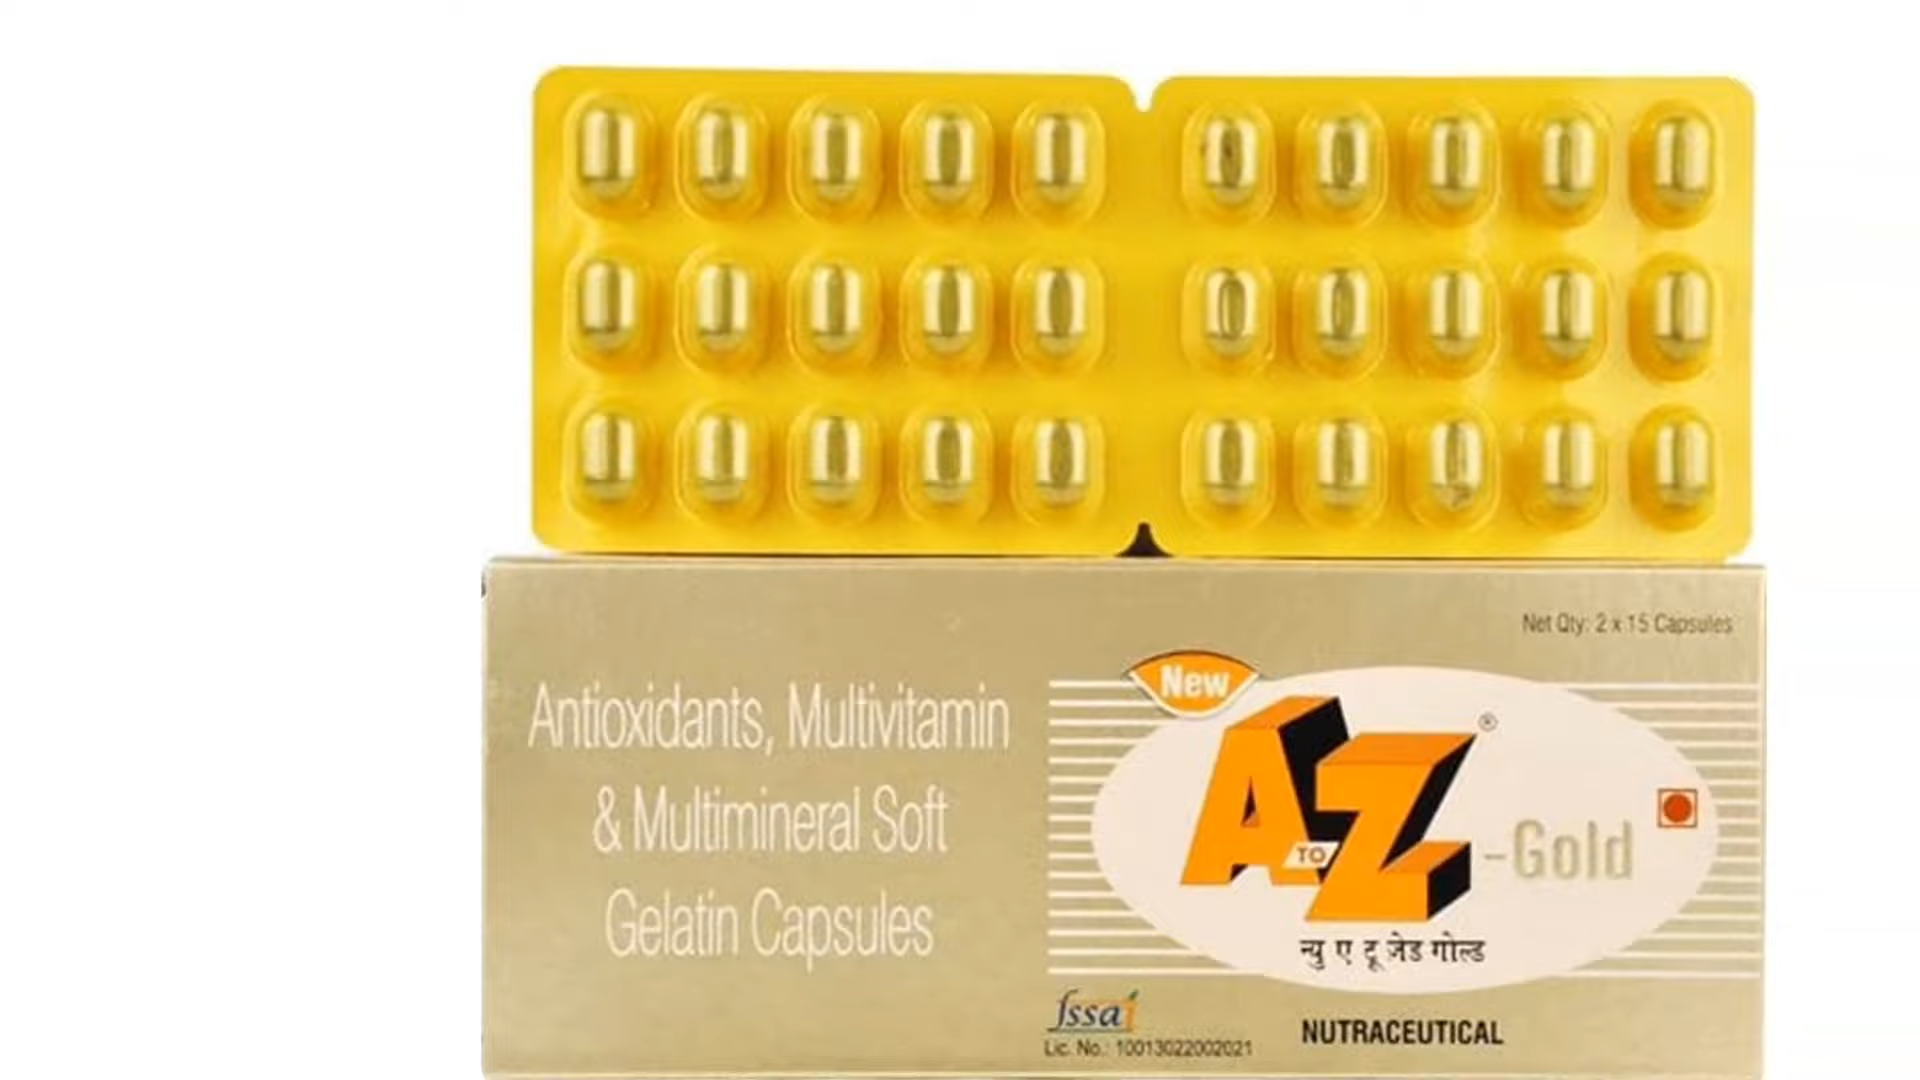 Net Qty: 2 x 15 Capsules
Antioxidants, Multivitamin
& Multimineral Soft
Gelatin Capsules
New
A TO Z®-Gold
न्यु ए टू जेड गोल्ड
fssai
Lic. No.: 10013022002021
NUTRACEUTICAL